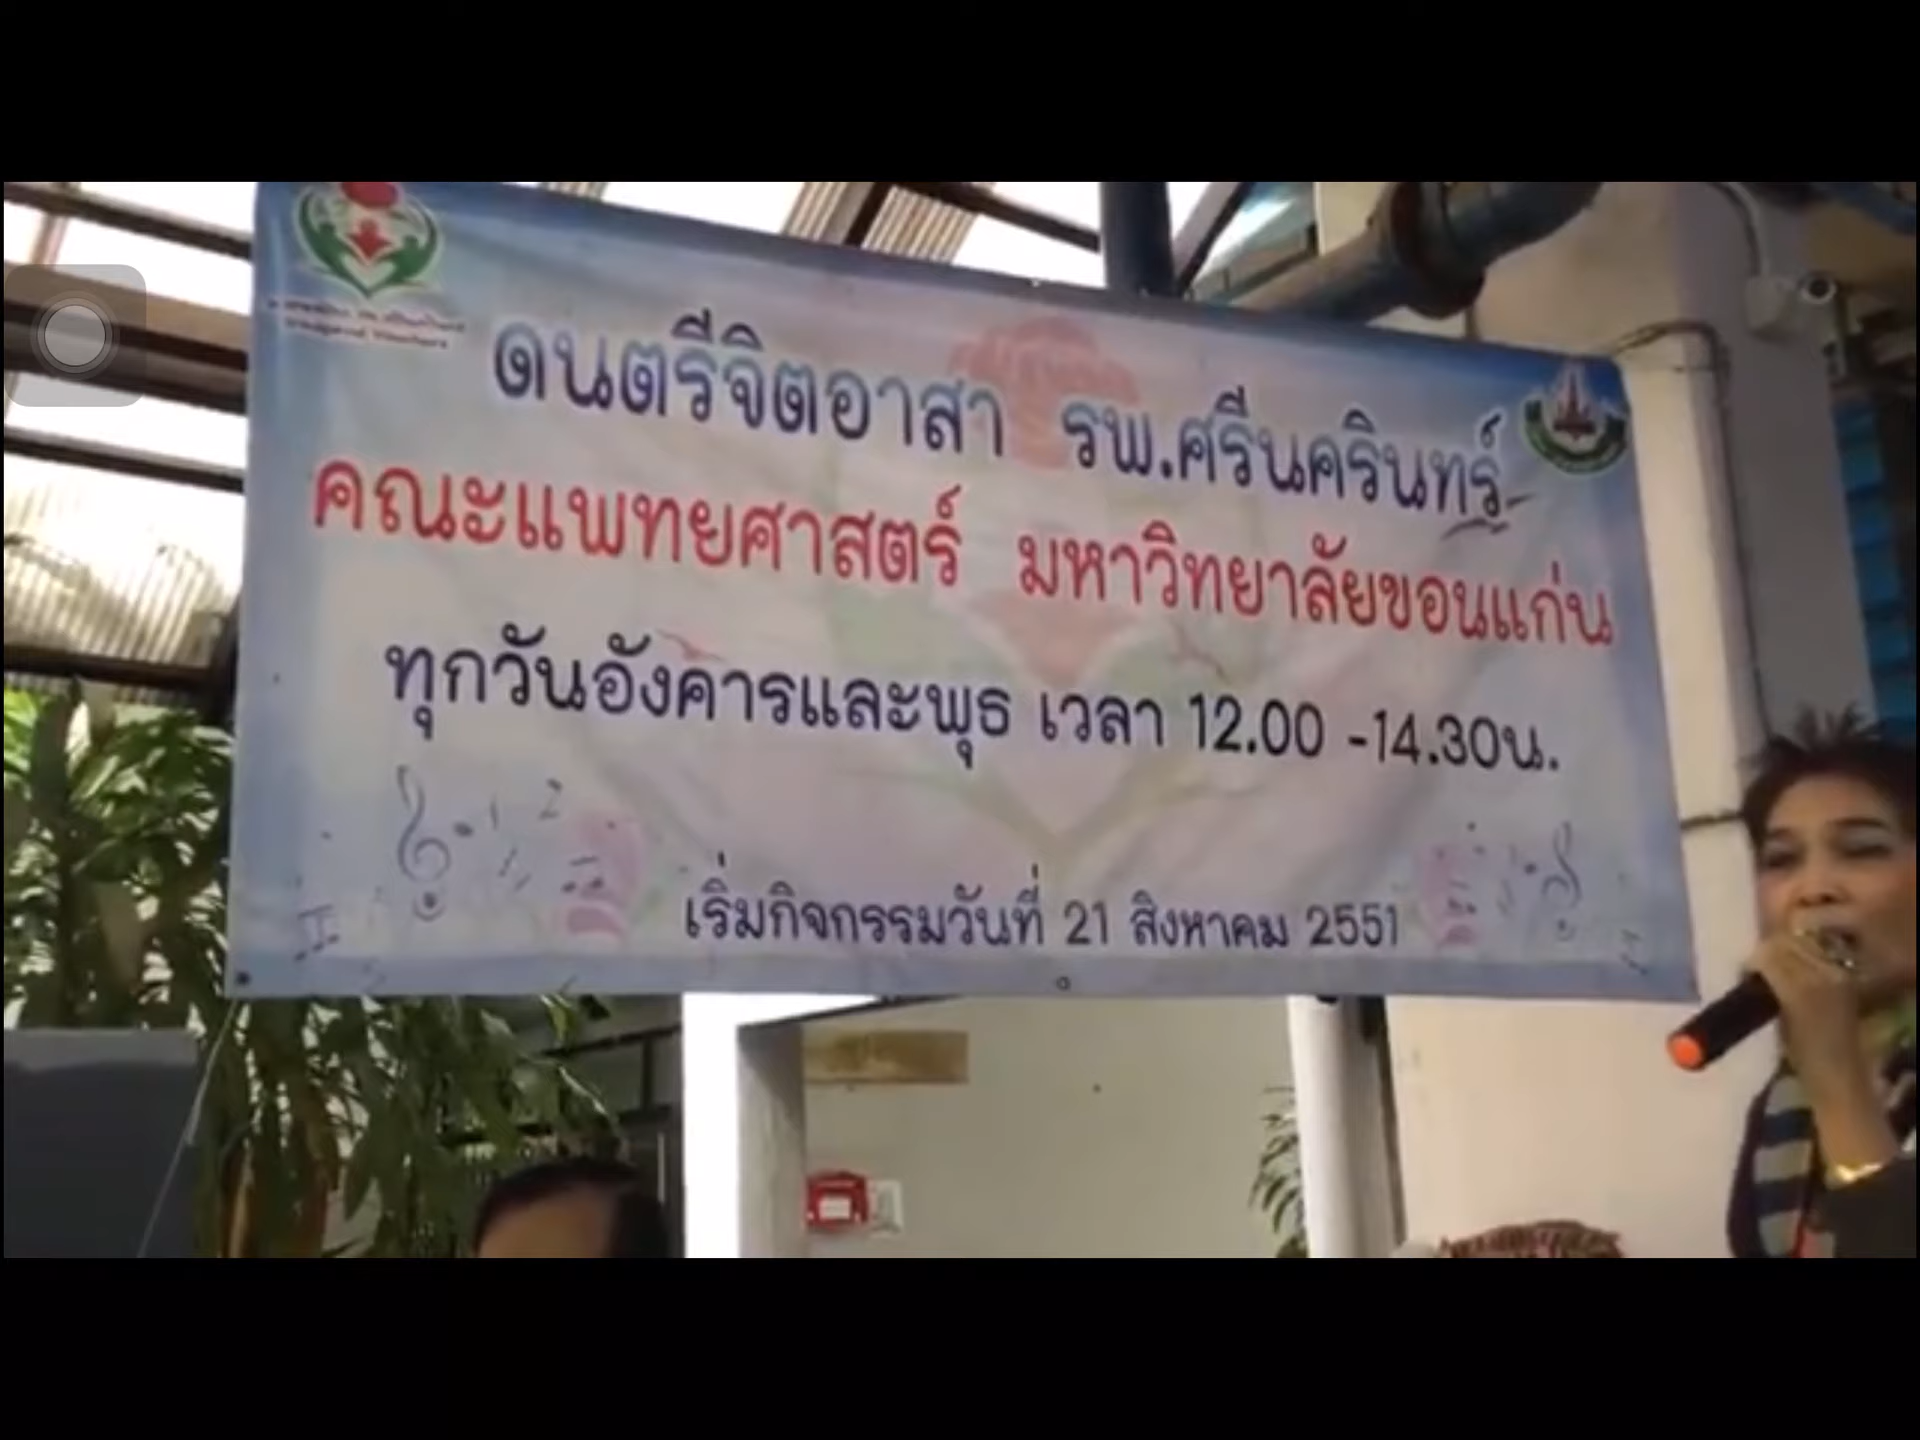 ดนตรีจิตอาสา รพ.ศรีนครินทร์
คณะแพทยศาสตร์ มหาวิทยาลัยขอนแก่น
ทุกวันอังคารและพุธ เวลา 12.00 -14.30น.
เริ่มกิจกรรมวันที่ 21 สิงหาคม 2551